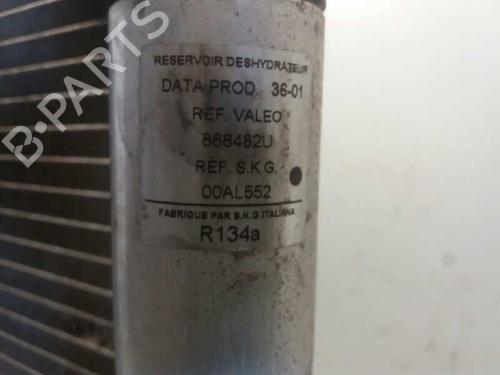 RESERVOIR DESHYDRATEUR
DATA PROD. 36-01
REF. VALEO
868482U
REF. S.K.G.
00AL552
FABRIQUE PAR S.K.G. ITALIANA
R134a
B-PARTS